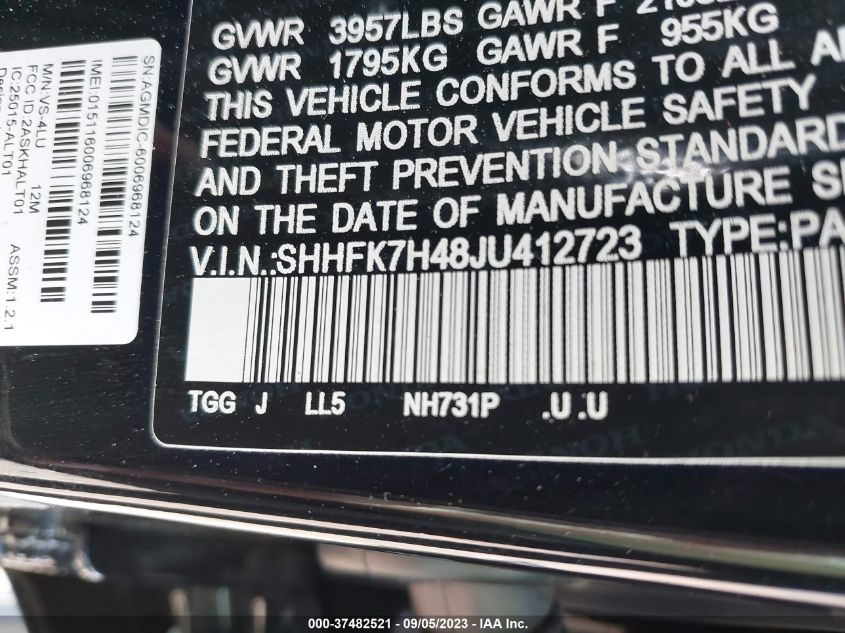 GVWR 3957LBS GAWR F
GVWR 1795KG GAWR F 955KG
THIS VEHICLE CONFORMS TO ALL
FEDERAL MOTOR VEHICLE SAFETY
AND THEFT PREVENTION STANDARD
ON THE DATE OF MANUFACTURE
V.I.N.:SHHFK7H48JU412723 TYPE:PA
TGG J LL5 NH731P .U .U
SN:AGMDIC-6006968124
IMEI:015116006968124
M/N:VS-4LU 12M
FCC ID:2ASKHALT01 ASSM:1.2.1
IC:25015-ALT01
000-37482521 - 09/05/2023 - IAA Inc.